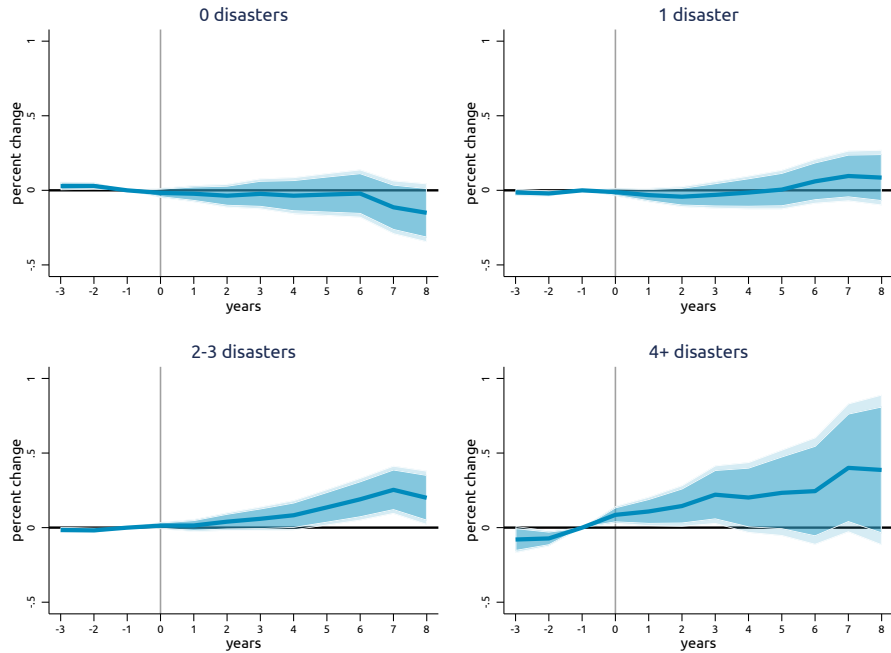 0 disasters
percent change
1
.5
0
-.5
-3 -2 -1 0 1 2 3 4 5 6 7 8
years
1 disaster
percent change
1
.5
0
-.5
-3 -2 -1 0 1 2 3 4 5 6 7 8
years
2-3 disasters
percent change
1
.5
0
-.5
-3 -2 -1 0 1 2 3 4 5 6 7 8
years
4+ disasters
percent change
1
.5
0
-.5
-3 -2 -1 0 1 2 3 4 5 6 7 8
years